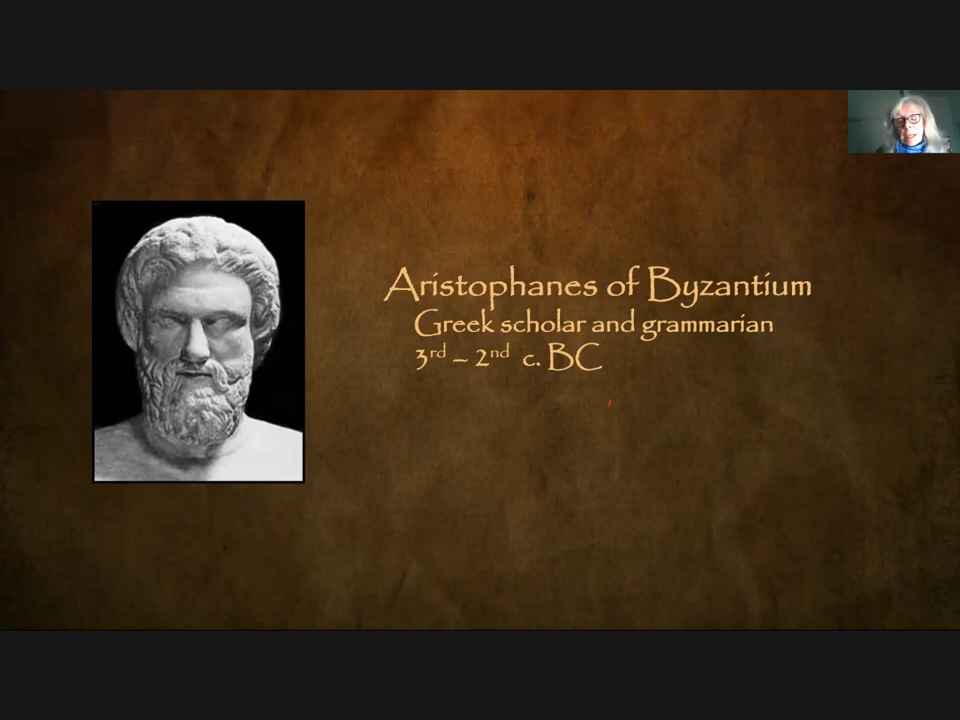 Aristophanes of Byzantium
Greek scholar and grammarian
3rd – 2nd c. BC